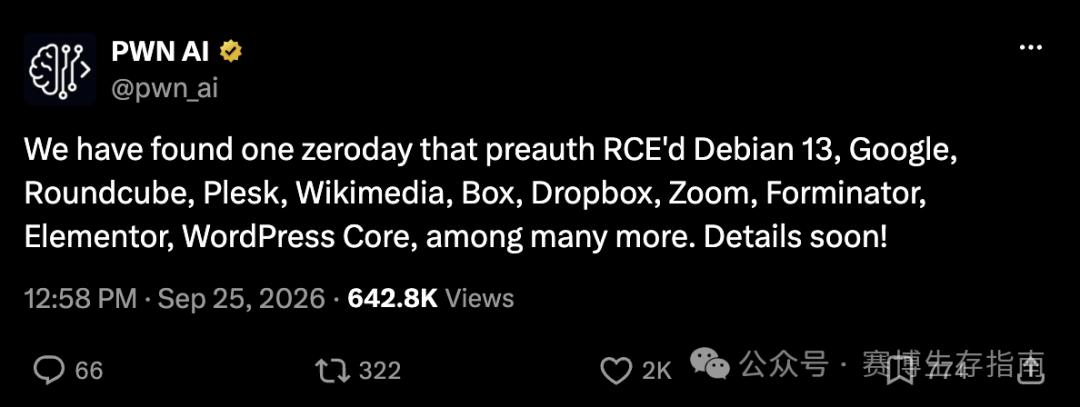 PWN AI
@pwn_ai
We have found one zeroday that preauth RCE'd Debian 13, Google,
Roundcube, Plesk, Wikimedia, Box, Dropbox, Zoom, Forminator,
Elementor, WordPress Core, among many more. Details soon!
12:58 PM · Sep 25, 2026 · 642.8K Views
66 322 2K 774
公众号 · 赛博生存指南